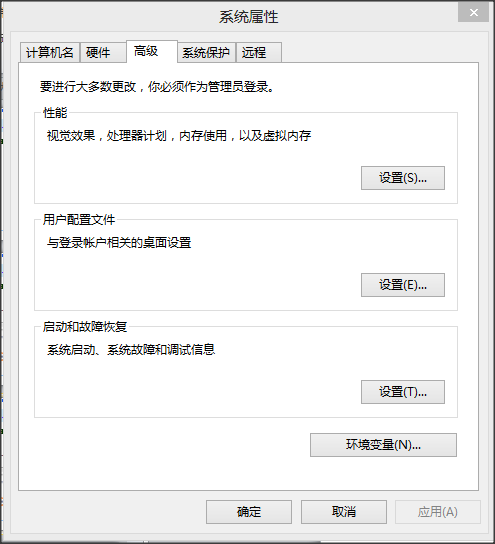 系统属性
计算机名
硬件
高级
系统保护
远程
要进行大多数更改，你必须作为管理员登录。
性能
视觉效果，处理器计划，内存使用，以及虚拟内存
设置(S)...
用户配置文件
与登录帐户相关的桌面设置
设置(E)...
启动和故障恢复
系统启动、系统故障和调试信息
设置(T)...
环境变量(N)...
确定
取消
应用(A)